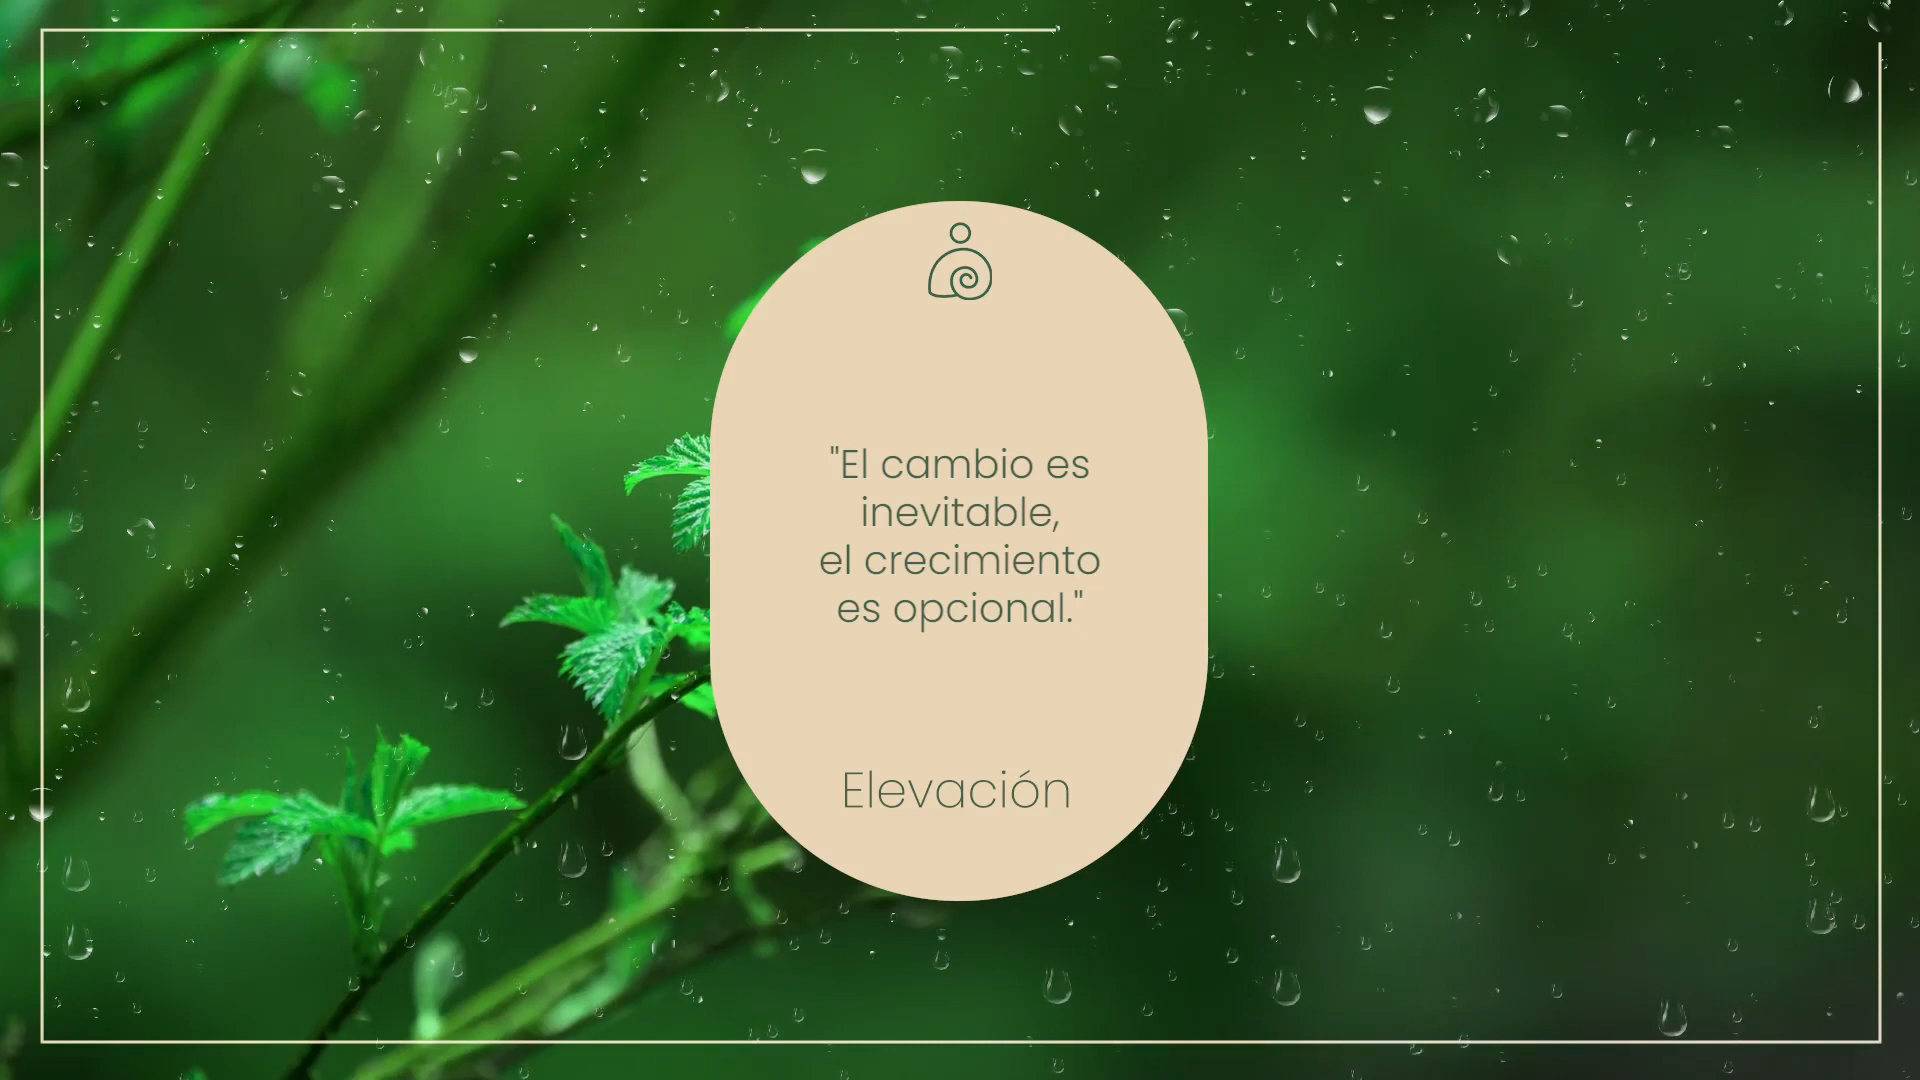 "El cambio es
inevitable,
el crecimiento
es opcional."
Elevación